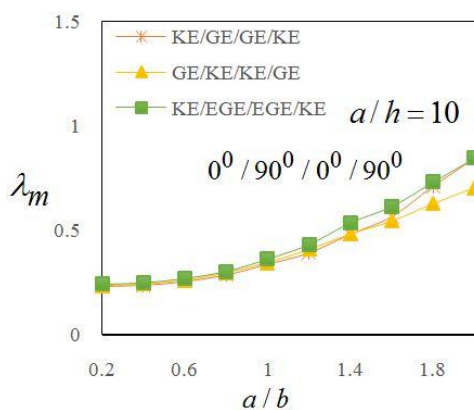 1.5
KE/GE/GE/KE
GE/KE/KE/GE
KE/EGE/EGE/KE
a / h = 10
1
0⁰ / 90⁰ / 0⁰ / 90⁰
λₘ
0.5
0
0.2 0.6 1 1.4 1.8
a / b